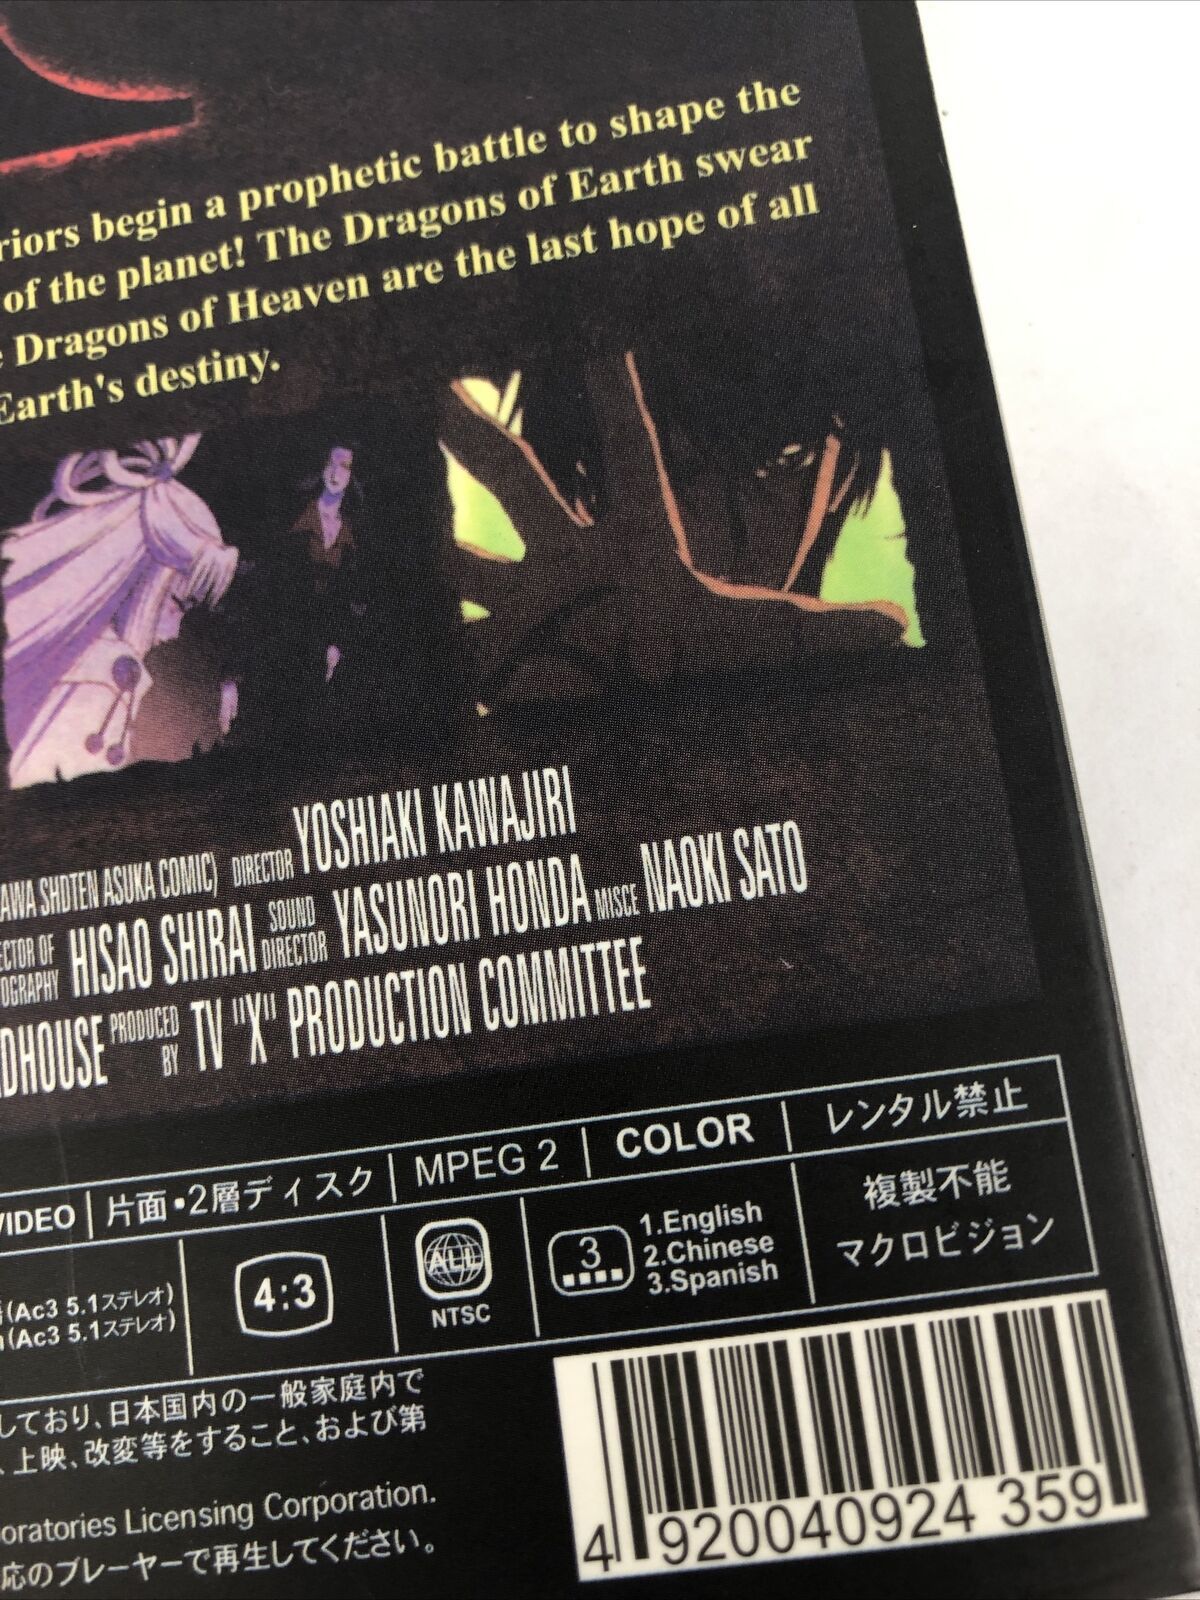 riors begin a prophetic battle to shape the
of the planet! The Dragons of Earth swear
e Dragons of Heaven are the last hope of all
Earth's destiny.
AWA SHDTEN ASUKA COMIC) DIRECTOR YOSHIAKI KAWAJIRI
ECTOR OF
OGRAPHY HISAO SHIRAI SOUND
DIRECTOR YASUNORI HONDA MISCE NAOKI SATO
DHOUSE PRODUCED
BY TV "X" PRODUCTION COMMITTEE
VIDEO 片面・2層ディスク MPEG 2 COLOR レンタル禁止
(Ac3 5.1ステレオ)
(Ac3 5.1ステレオ)
4:3
ALL
NTSC
3
1.English
2.Chinese
3.Spanish
複製不能
マクロビジョン
しており、日本国内の一般家庭内で
、上映、改変等をすること、および第
oratories Licensing Corporation.
応のプレーヤーで再生してください。
4 920040 924 359